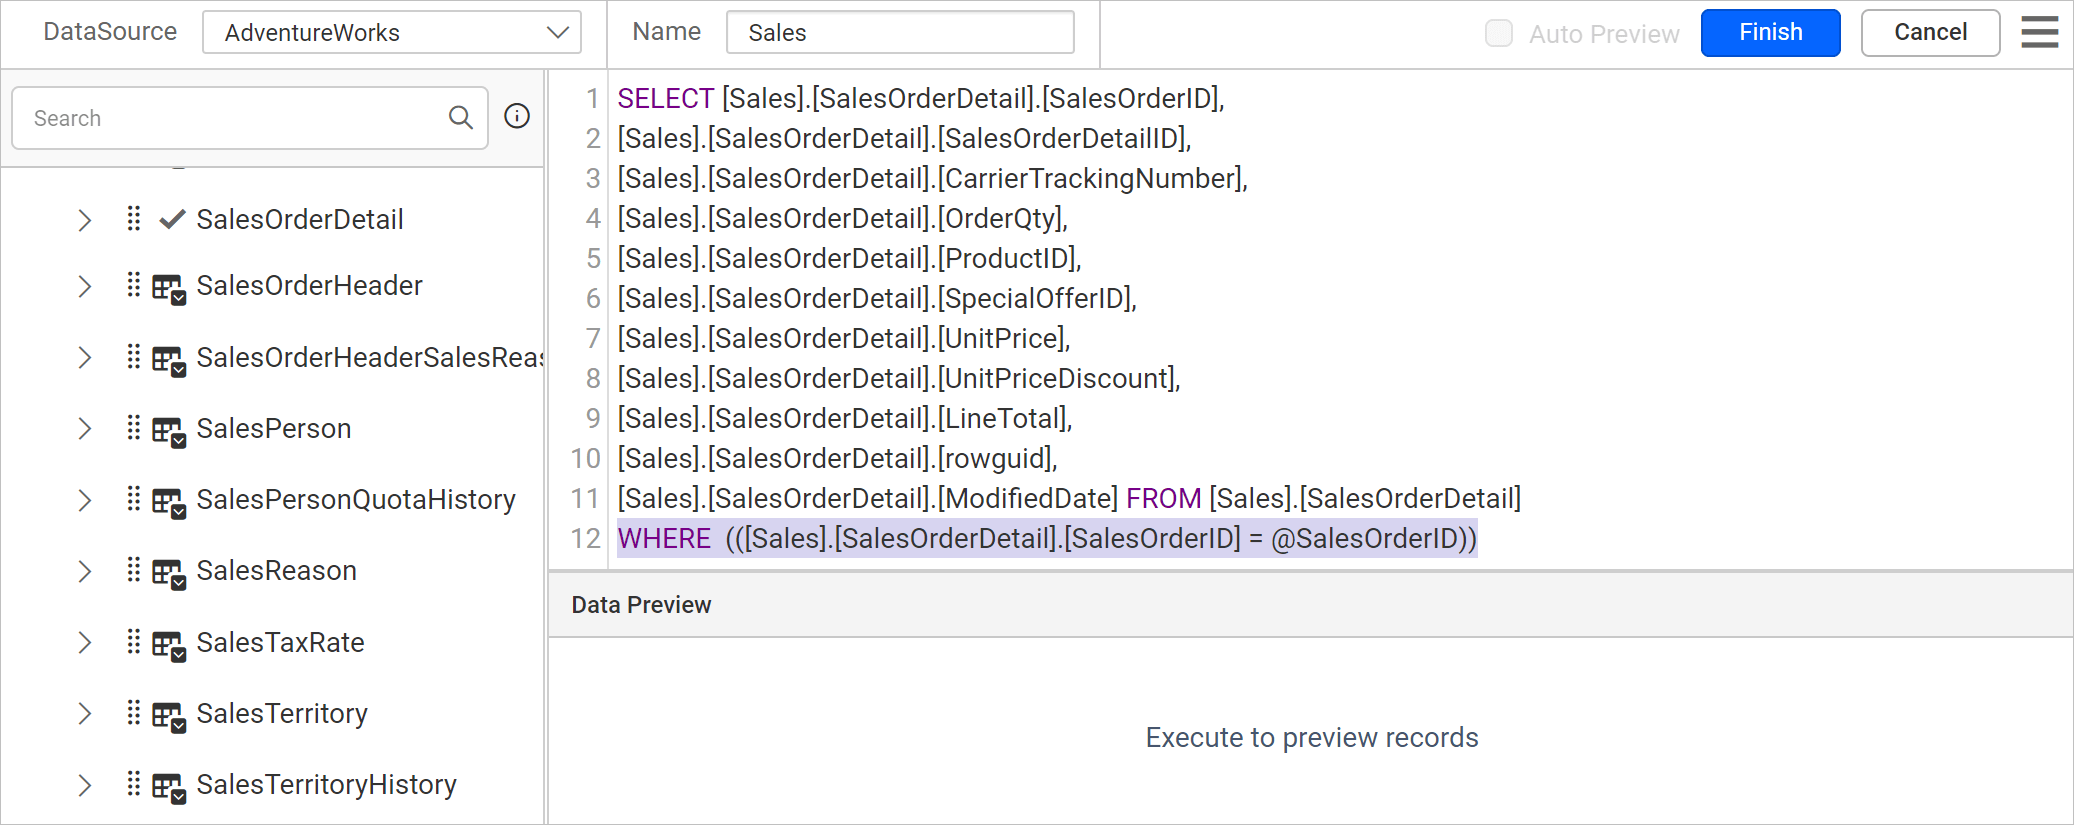 DataSource AdventureWorks Name Sales Auto Preview Finish Cancel
Search
SalesOrderDetail
SalesOrderHeader
SalesOrderHeaderSalesReas
SalesPerson
SalesPersonQuotaHistory
SalesReason
SalesTaxRate
SalesTerritory
SalesTerritoryHistory
1 SELECT [Sales].[SalesOrderDetail].[SalesOrderID],
2 [Sales].[SalesOrderDetail].[SalesOrderDetailID],
3 [Sales].[SalesOrderDetail].[CarrierTrackingNumber],
4 [Sales].[SalesOrderDetail].[OrderQty],
5 [Sales].[SalesOrderDetail].[ProductID],
6 [Sales].[SalesOrderDetail].[SpecialOfferID],
7 [Sales].[SalesOrderDetail].[UnitPrice],
8 [Sales].[SalesOrderDetail].[UnitPriceDiscount],
9 [Sales].[SalesOrderDetail].[LineTotal],
10 [Sales].[SalesOrderDetail].[rowguid],
11 [Sales].[SalesOrderDetail].[ModifiedDate] FROM [Sales].[SalesOrderDetail]
12 WHERE (([Sales].[SalesOrderDetail].[SalesOrderID] = @SalesOrderID))
Data Preview
Execute to preview records